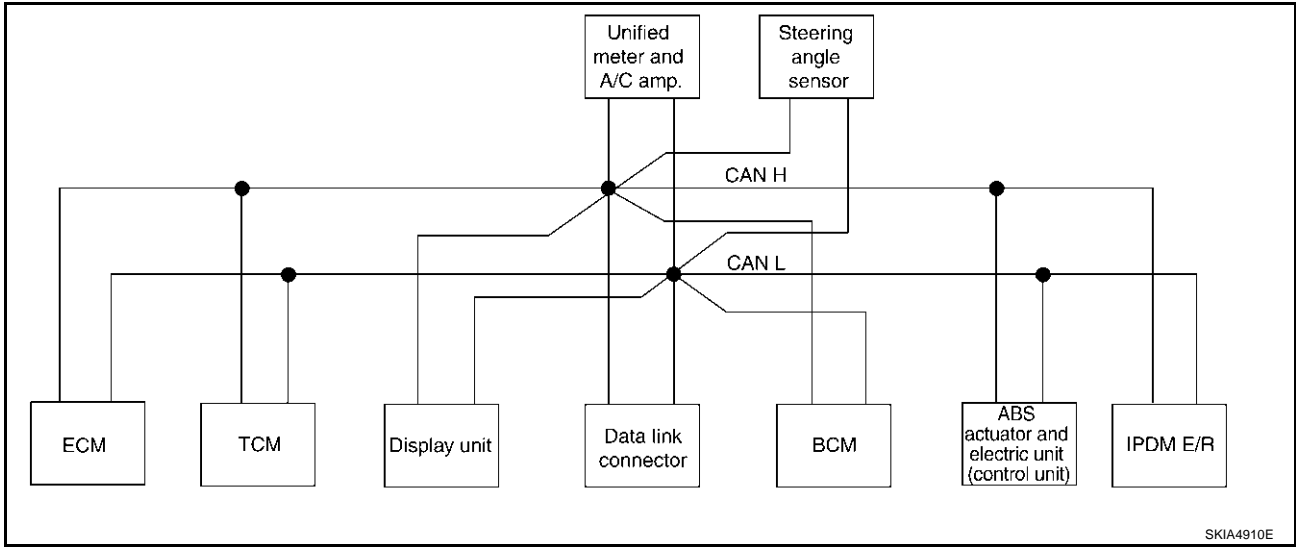 Unified
meter and
A/C amp.
Steering
angle
sensor
CAN H
CAN L
ECM
TCM
Display unit
Data link
connector
BCM
ABS
actuator and
electric unit
(control unit)
IPDM E/R
SKIA4910E